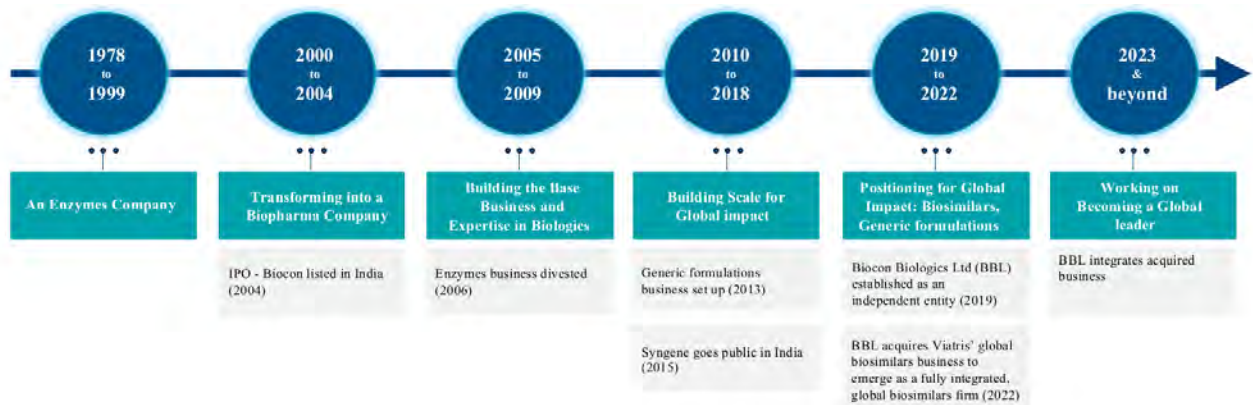 1978
to
1999
2000
to
2004
2005
to
2009
2010
to
2018
2019
to
2022
2023
&
beyond
An Enzymes Company
Transforming into a
Biopharma Company
IPO - Biocon listed in India
(2004)
Building the Base
Business and
Expertise in Biologics
Enzymes business divested
(2006)
Building Scale for
Global impact
Generic formulations
business set up (2013)
Syngene goes public in India
(2015)
Positioning for Global
Impact: Biosimilars,
Generic formulations
Biocon Biologics Ltd (BBL)
established as an
independent entity (2019)
BBL acquires Viatris’ global
biosimilars business to
emerge as a fully integrated,
global biosimilars firm (2022)
Working on
Becoming a Global
leader
BBL integrates acquired
business